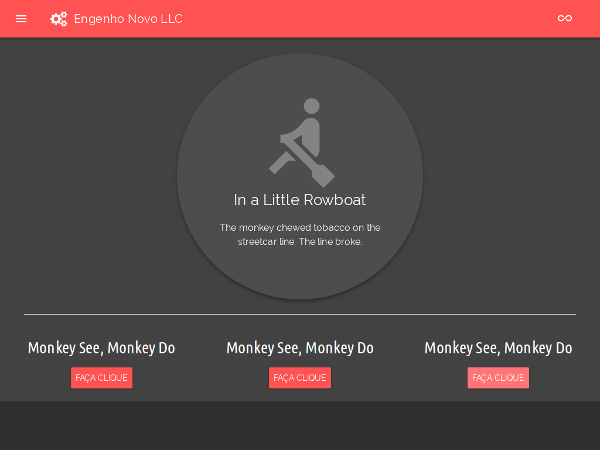 Engenho Novo LLC
In a Little Rowboat
The monkey chewed tobacco on the
streetcar line. The line broke.
Monkey See, Monkey Do
Monkey See, Monkey Do
Monkey See, Monkey Do
FAÇA CLIQUE
FAÇA CLIQUE
FAÇA CLIQUE